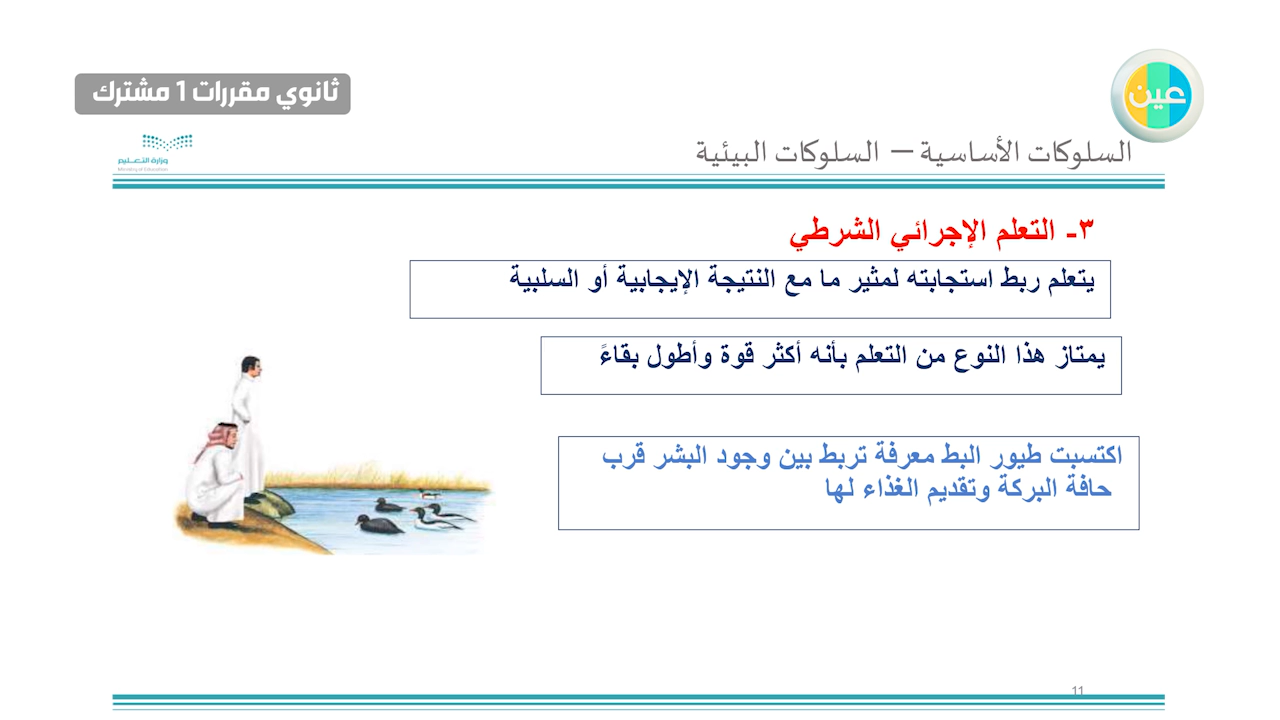 ثانوي مقررات 1 مشترك
عين
وزارة التعـليم
Ministry of Education
السلوكات الأساسية – السلوكات البيئية
٣- التعلم الإجرائي الشرطي
يتعلم ربط استجابته لمثير ما مع النتيجة الإيجابية أو السلبية
يمتاز هذا النوع من التعلم بأنه أكثر قوة وأطول بقاءً
اكتسبت طيور البط معرفة تربط بين وجود البشر قرب
حافة البركة وتقديم الغذاء لها
11